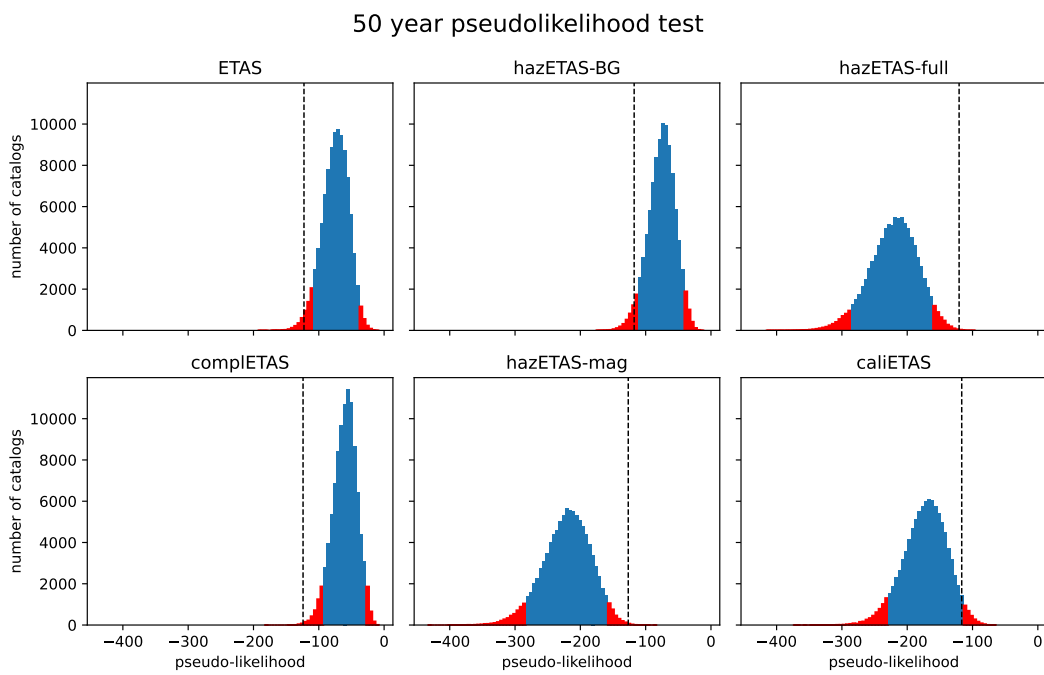 50 year pseudolikelihood test
ETAS
hazETAS-BG
hazETAS-full
number of catalogs
10000
8000
6000
4000
2000
0
complETAS
hazETAS-mag
caliETAS
number of catalogs
10000
8000
6000
4000
2000
0
−400 −300 −200 −100 0
−400 −300 −200 −100 0
−400 −300 −200 −100 0
pseudo-likelihood
pseudo-likelihood
pseudo-likelihood